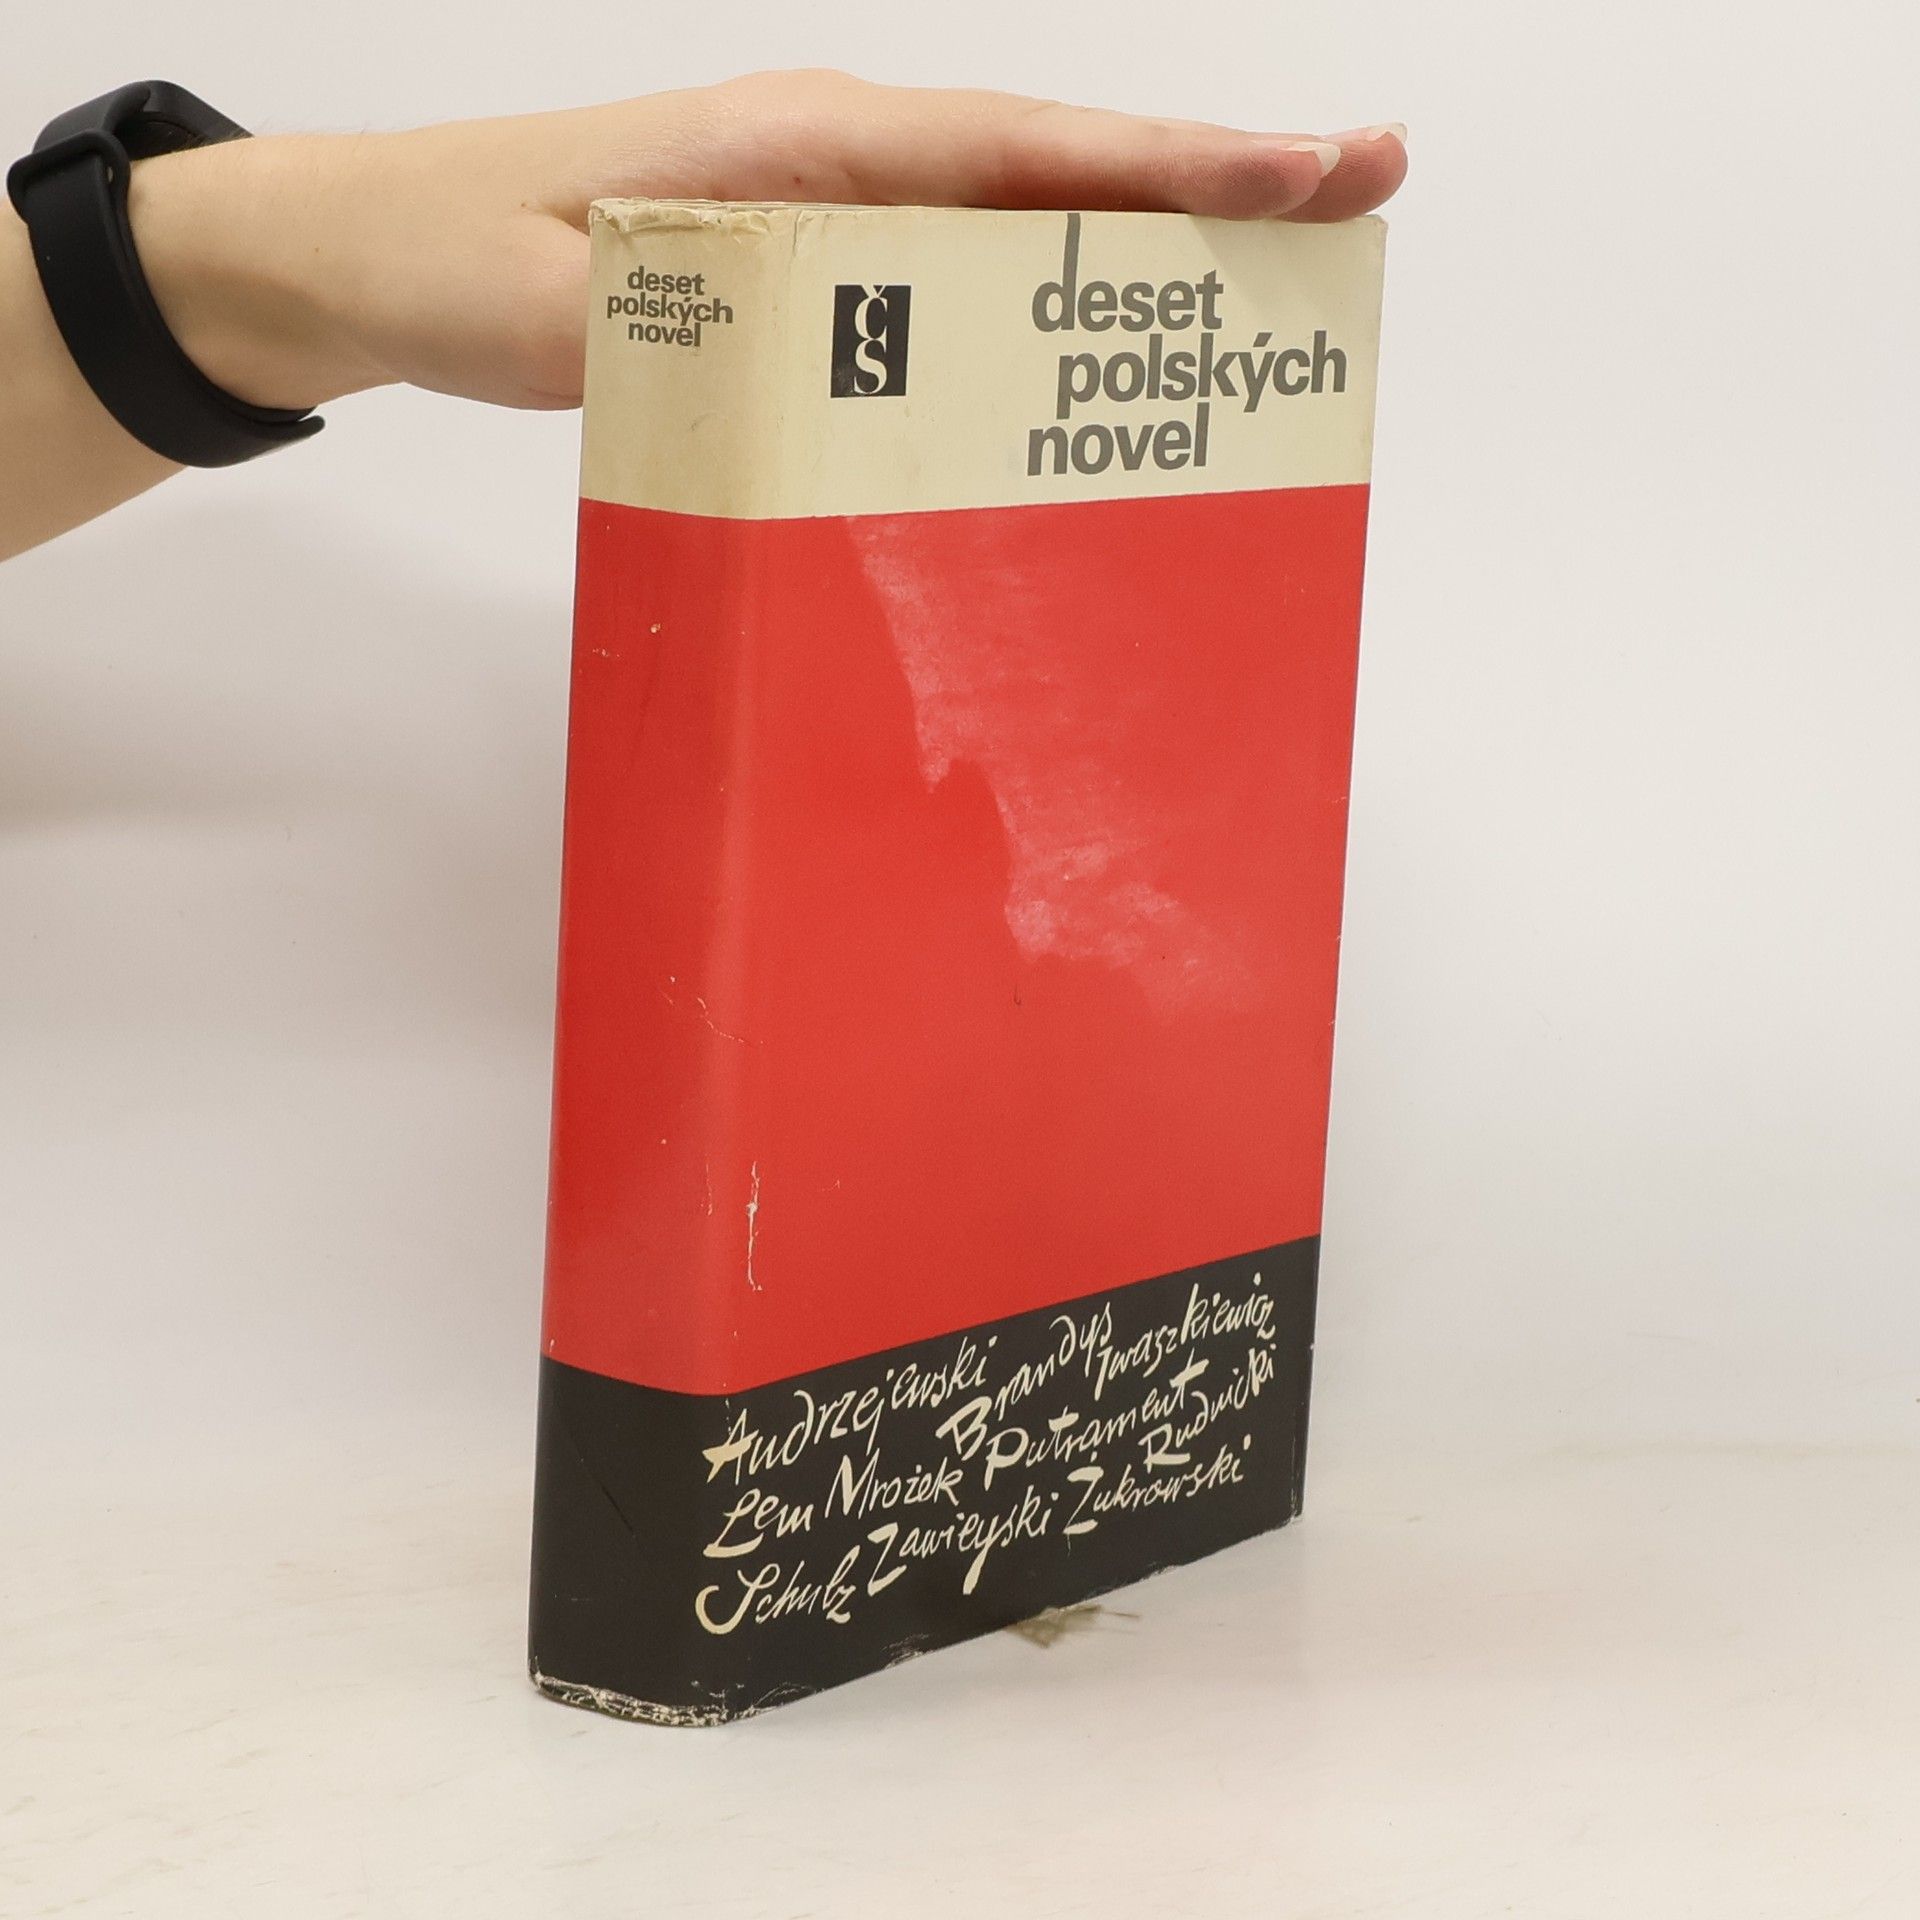 deset
polských
novel
ČS
deset
polských
novel
Andrzejewski
Brandys Iwaszkiewicz
Lem Mrożek Putrament Rudnicki
Schulz Zawieyski Żukrowski